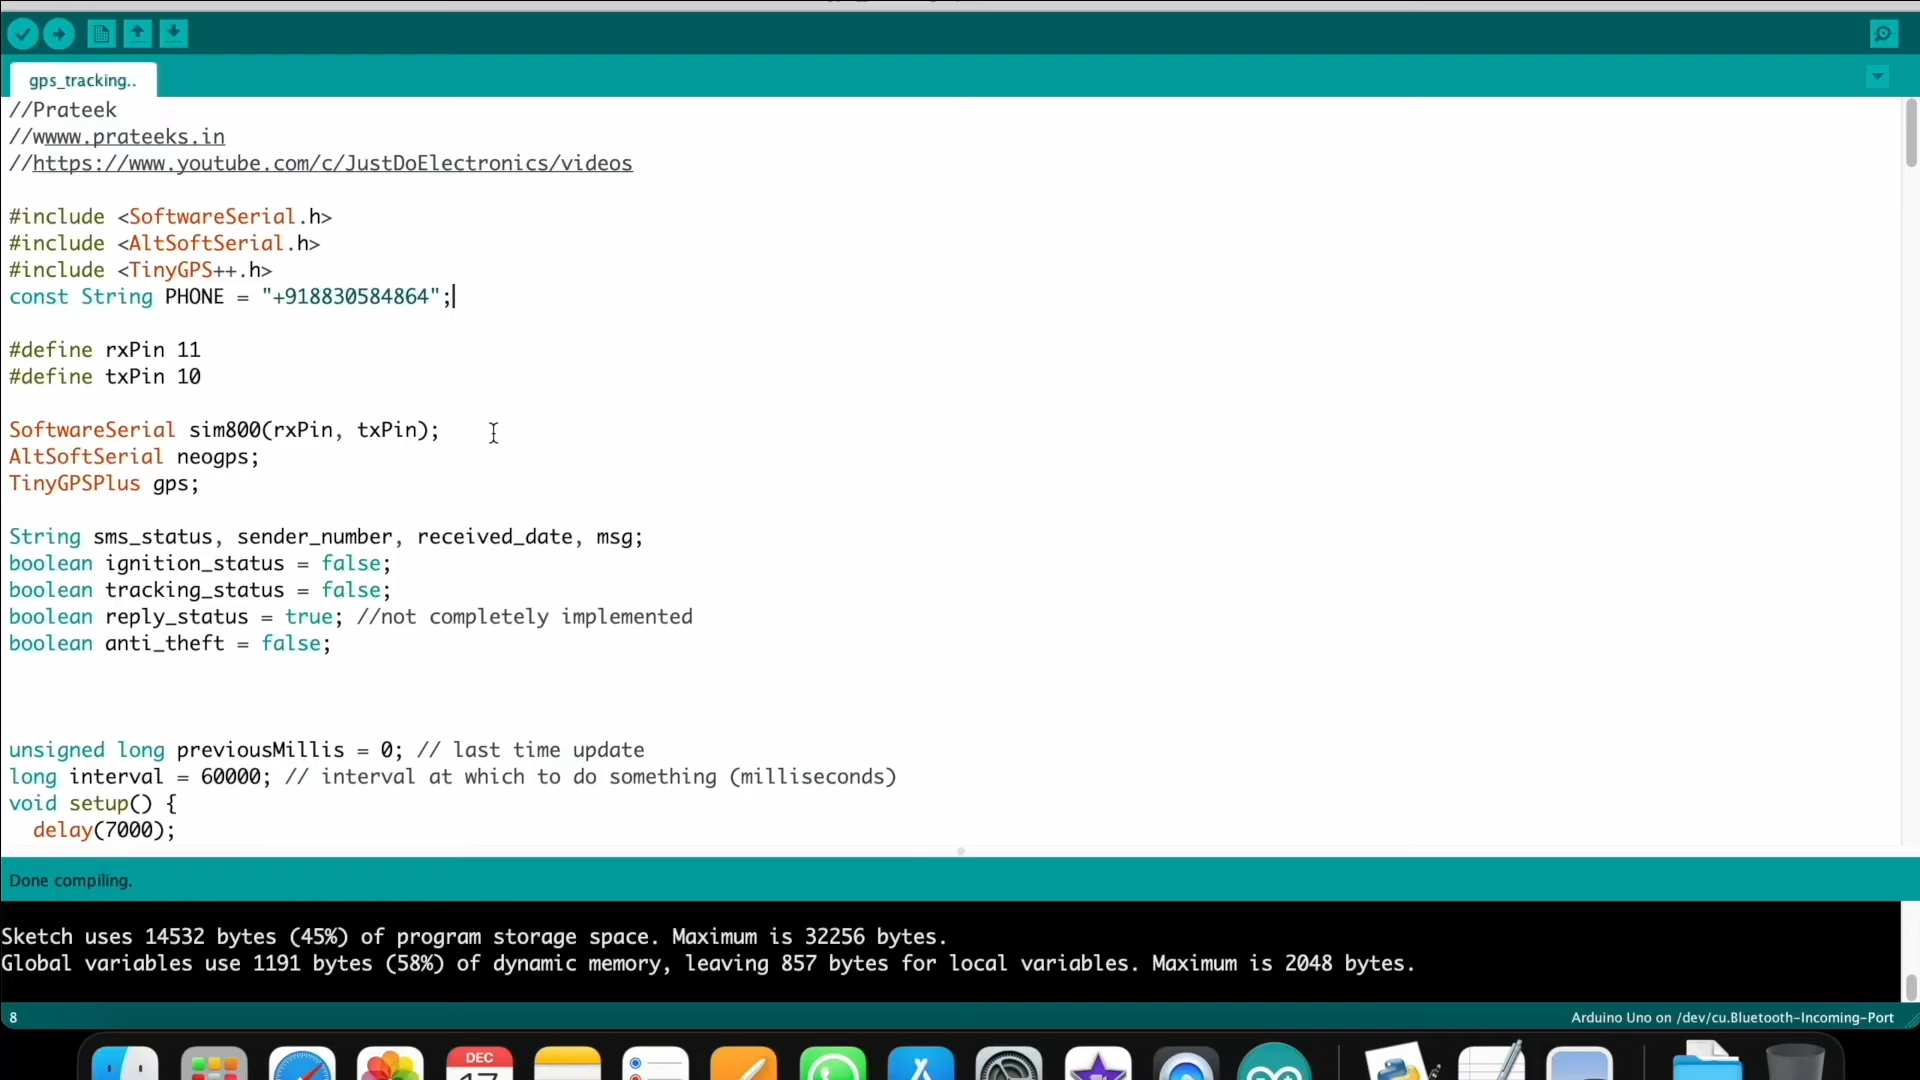 gps_tracking..
//Prateek
//wwww.prateeks.in
//https://www.youtube.com/c/JustDoElectronics/videos
#include <SoftwareSerial.h>
#include <AltSoftSerial.h>
#include <TinyGPS++.h>
const String PHONE = "+918830584864";
#define rxPin 11
#define txPin 10
SoftwareSerial sim800(rxPin, txPin);
AltSoftSerial neogps;
TinyGPSPlus gps;
String sms_status, sender_number, received_date, msg;
boolean ignition_status = false;
boolean tracking_status = false;
boolean reply_status = true; //not completely implemented
boolean anti_theft = false;
unsigned long previousMillis = 0; // last time update
long interval = 60000; // interval at which to do something (milliseconds)
void setup() {
delay(7000);
Done compiling.
Sketch uses 14532 bytes (45%) of program storage space. Maximum is 32256 bytes.
Global variables use 1191 bytes (58%) of dynamic memory, leaving 857 bytes for local variables. Maximum is 2048 bytes.
8
Arduino Uno on /dev/cu.Bluetooth-Incoming-Port
DEC